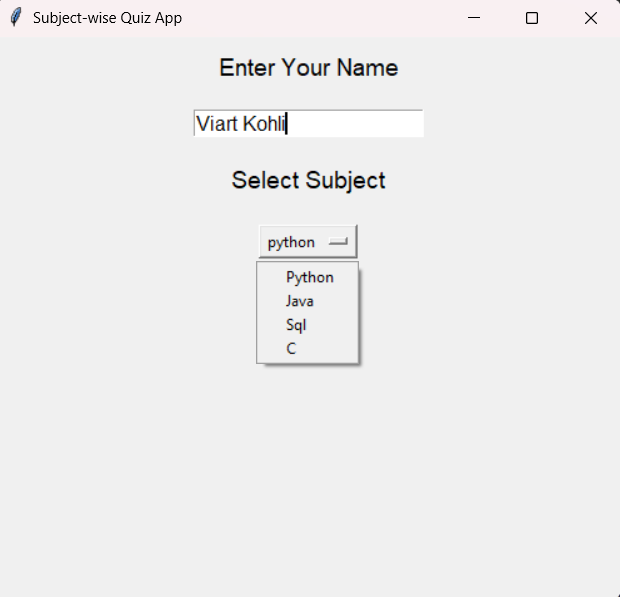 Subject-wise Quiz App
Enter Your Name
Viart Kohli
Select Subject
python
Python
Java
Sql
C